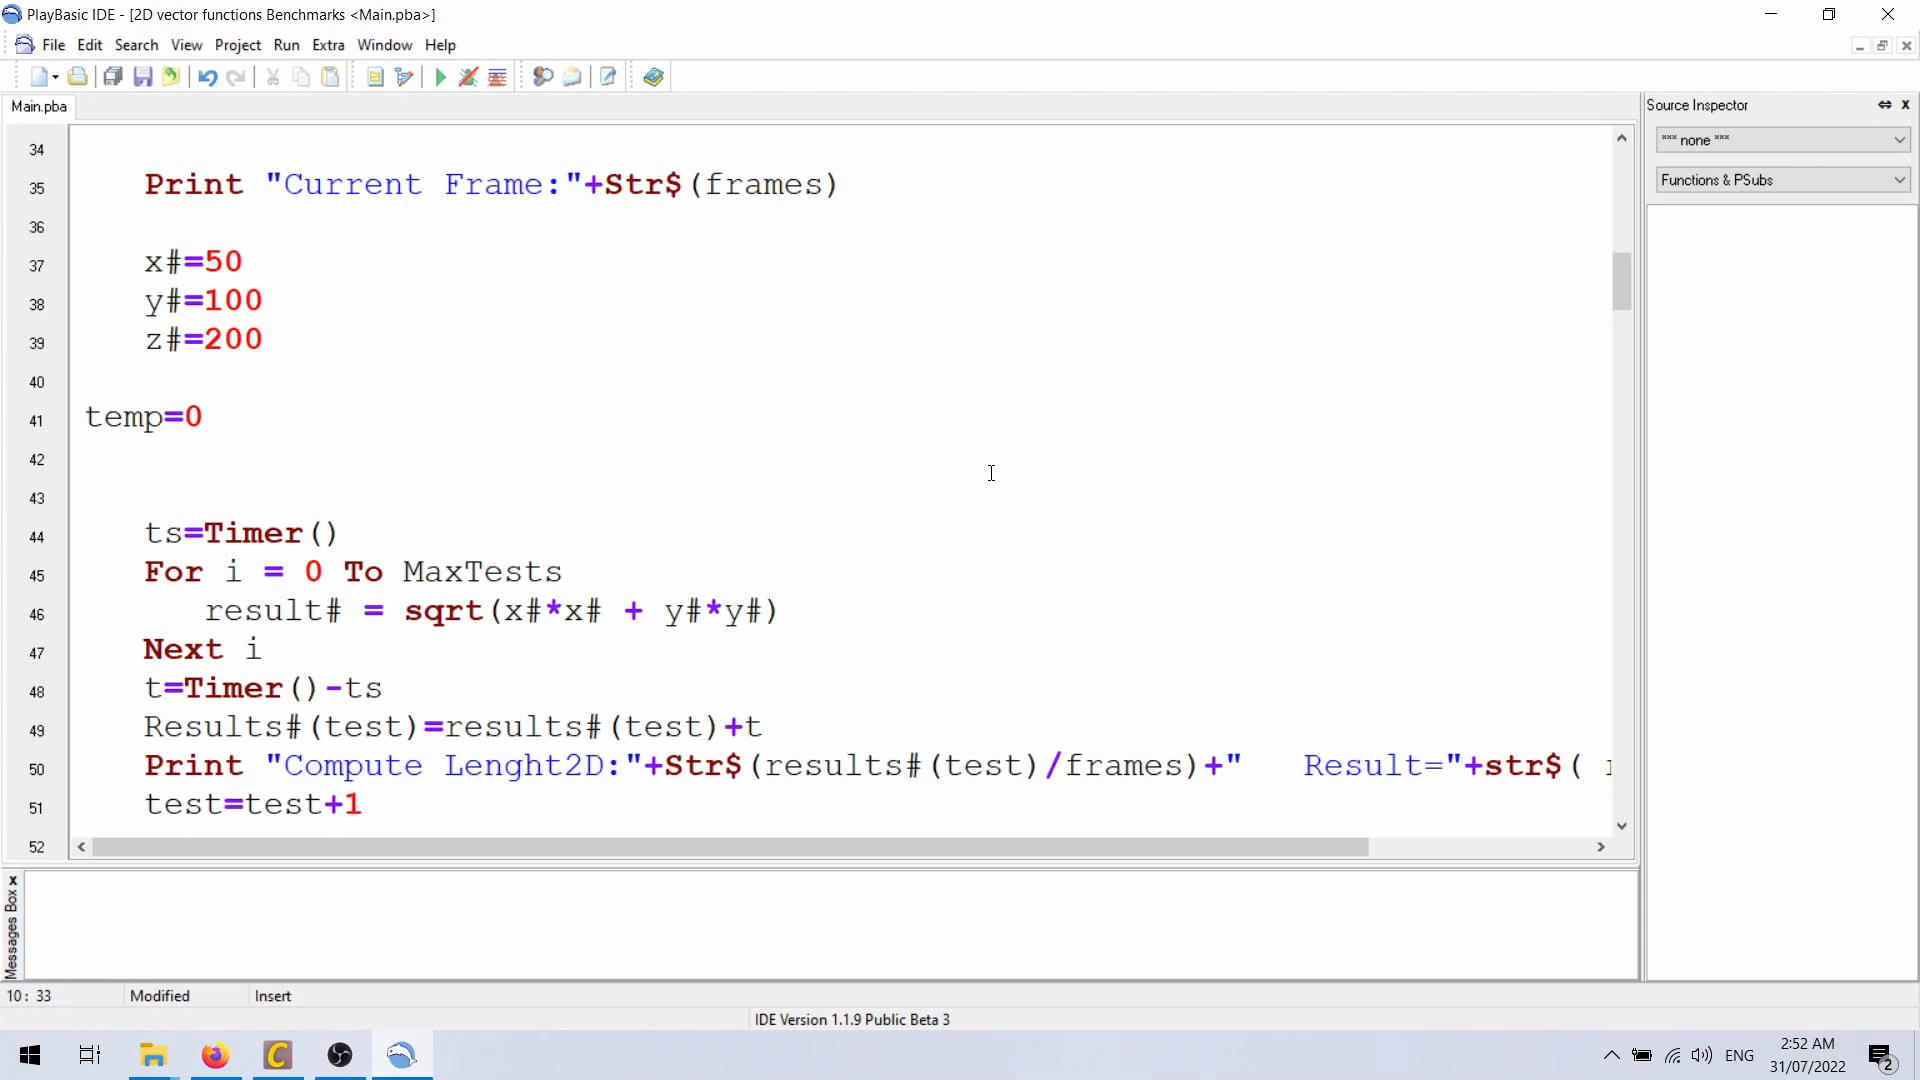 PlayBasic IDE - [2D vector functions Benchmarks <Main.pba>]
File Edit Search View Project Run Extra Window Help
Main.pba
Source Inspector
*** none ***
Functions & PSubs
34
35 Print "Current Frame:"+Str$(frames)
36
37 x#=50
38 y#=100
39 z#=200
40
41 temp=0
42
43
44 ts=Timer()
45 For i = 0 To MaxTests
46 result# = sqrt(x#*x# + y#*y#)
47 Next i
48 t=Timer()-ts
49 Results#(test)=results#(test)+t
50 Print "Compute Lenght2D:"+Str$(results#(test)/frames)+" Result="+str$(
51 test=test+1
52
Messages Box
10: 33 Modified Insert
IDE Version 1.1.9 Public Beta 3
ENG
2:52 AM
31/07/2022
2